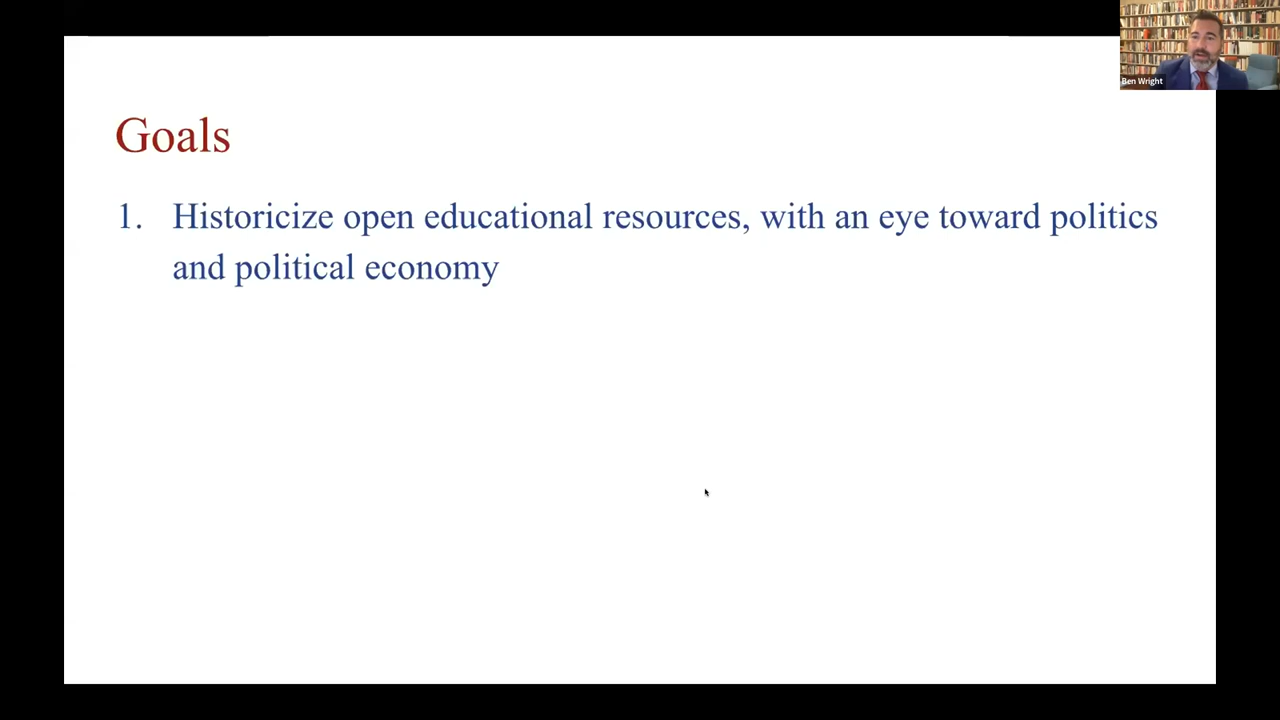 Ben Wright
Goals
1. Historicize open educational resources, with an eye toward politics
and political economy